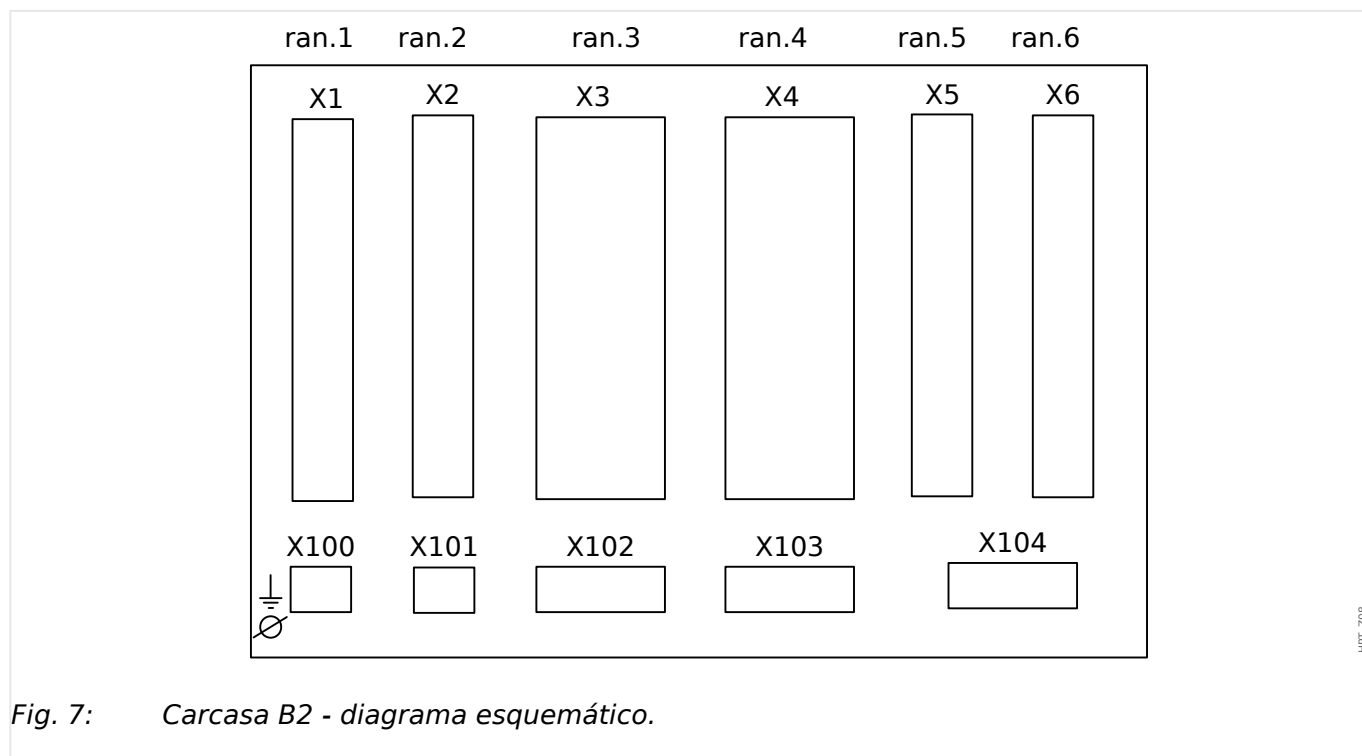 ran.1 ran.2 ran.3 ran.4 ran.5 ran.6
X1 X2 X3 X4 X5 X6
X100 X101 X102 X103 X104
Fig. 7: Carcasa B2 - diagrama esquemático.